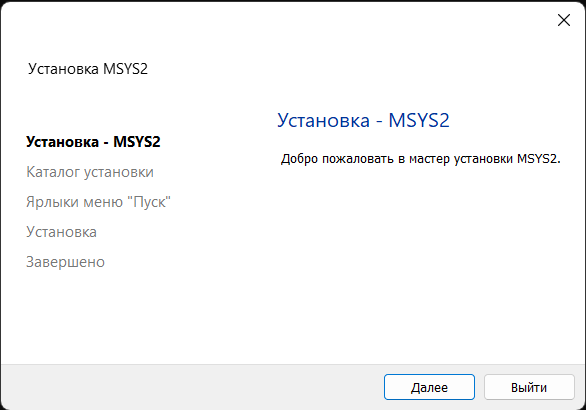 Установка MSYS2
Установка - MSYS2
Каталог установки
Ярлыки меню "Пуск"
Установка
Завершено
Установка - MSYS2
Добро пожаловать в мастер установки MSYS2.
Далее
Выйти